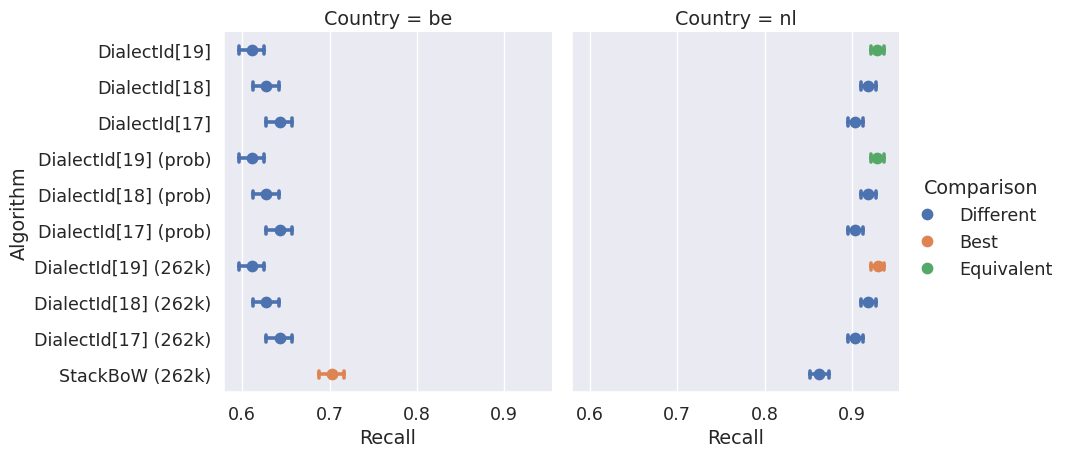 Country = be
Country = nl
DialectId[19]
DialectId[18]
DialectId[17]
DialectId[19] (prob)
DialectId[18] (prob)
DialectId[17] (prob)
DialectId[19] (262k)
DialectId[18] (262k)
DialectId[17] (262k)
StackBoW (262k)
Algorithm
0.6 0.7 0.8 0.9
Recall
0.6 0.7 0.8 0.9
Recall
Comparison
Different
Best
Equivalent